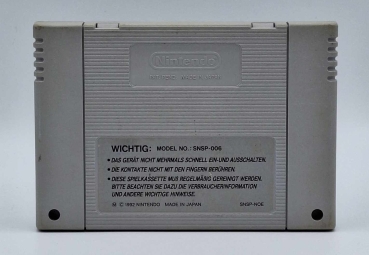 Nintendo
WICHTIG: MODEL NO.: SNSP-006
• DAS GERÄT NICHT MEHRMALS SCHNELL EIN-UND AUSSCHALTEN.
• DIE KONTAKTE NICHT MIT DEN FINGERN BERÜHREN.
• DIESE SPIELKASSETTE MUß REGELMÄßIG GEREINIGT WERDEN.
BITTE BEACHTEN SIE DAZU DIE VERBRAUCHERINFORMATION
UND ANDERE WICHTIGE HINWEISE.
© 1992 NINTENDO MADE IN JAPAN SNSP-NOE